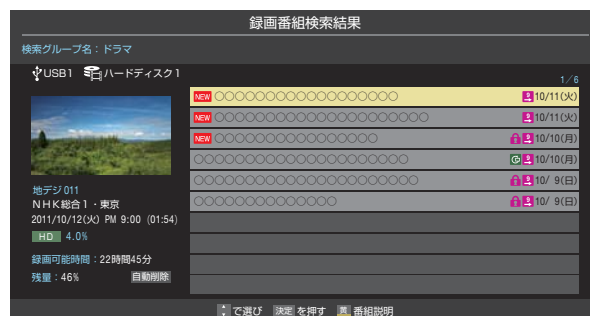 録画番組検索結果
検索グループ名：ドラマ
USB1 ハードディスク1
1／6
NEW ○○○○○○○○○○○○○○○○○○ 10/11(火)
NEW ○○○○○○○○○○○○○○○○○○○○○ 10/11(火)
NEW ○○○○○○○○○○○○○○○○ 10/10(月)
○○○○○○○○○○○○○○○○○○○○○ 10/10(月)
○○○○○○○○○○○○○○○○○○○○○○ 10/ 9(日)
○○○○○○○○○○○○○○ 10/ 9(日)
地デジ 011
NHK総合1・東京
2011/10/12(火) PM 9:00 (01:54)
HD 4.0%
録画可能時間：22時間45分
残量：46% 自動削除
で選び 決定 を押す 黄 番組説明